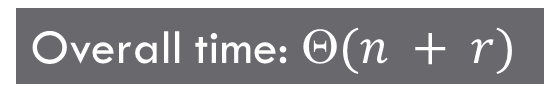 Overall time: Θ(n + r)